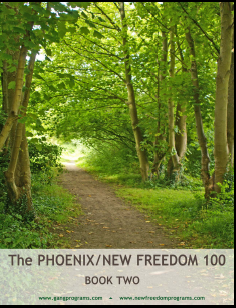 The PHOENIX/NEW FREEDOM 100
BOOK TWO
www.gangprograms.com • www.newfreedomprograms.com